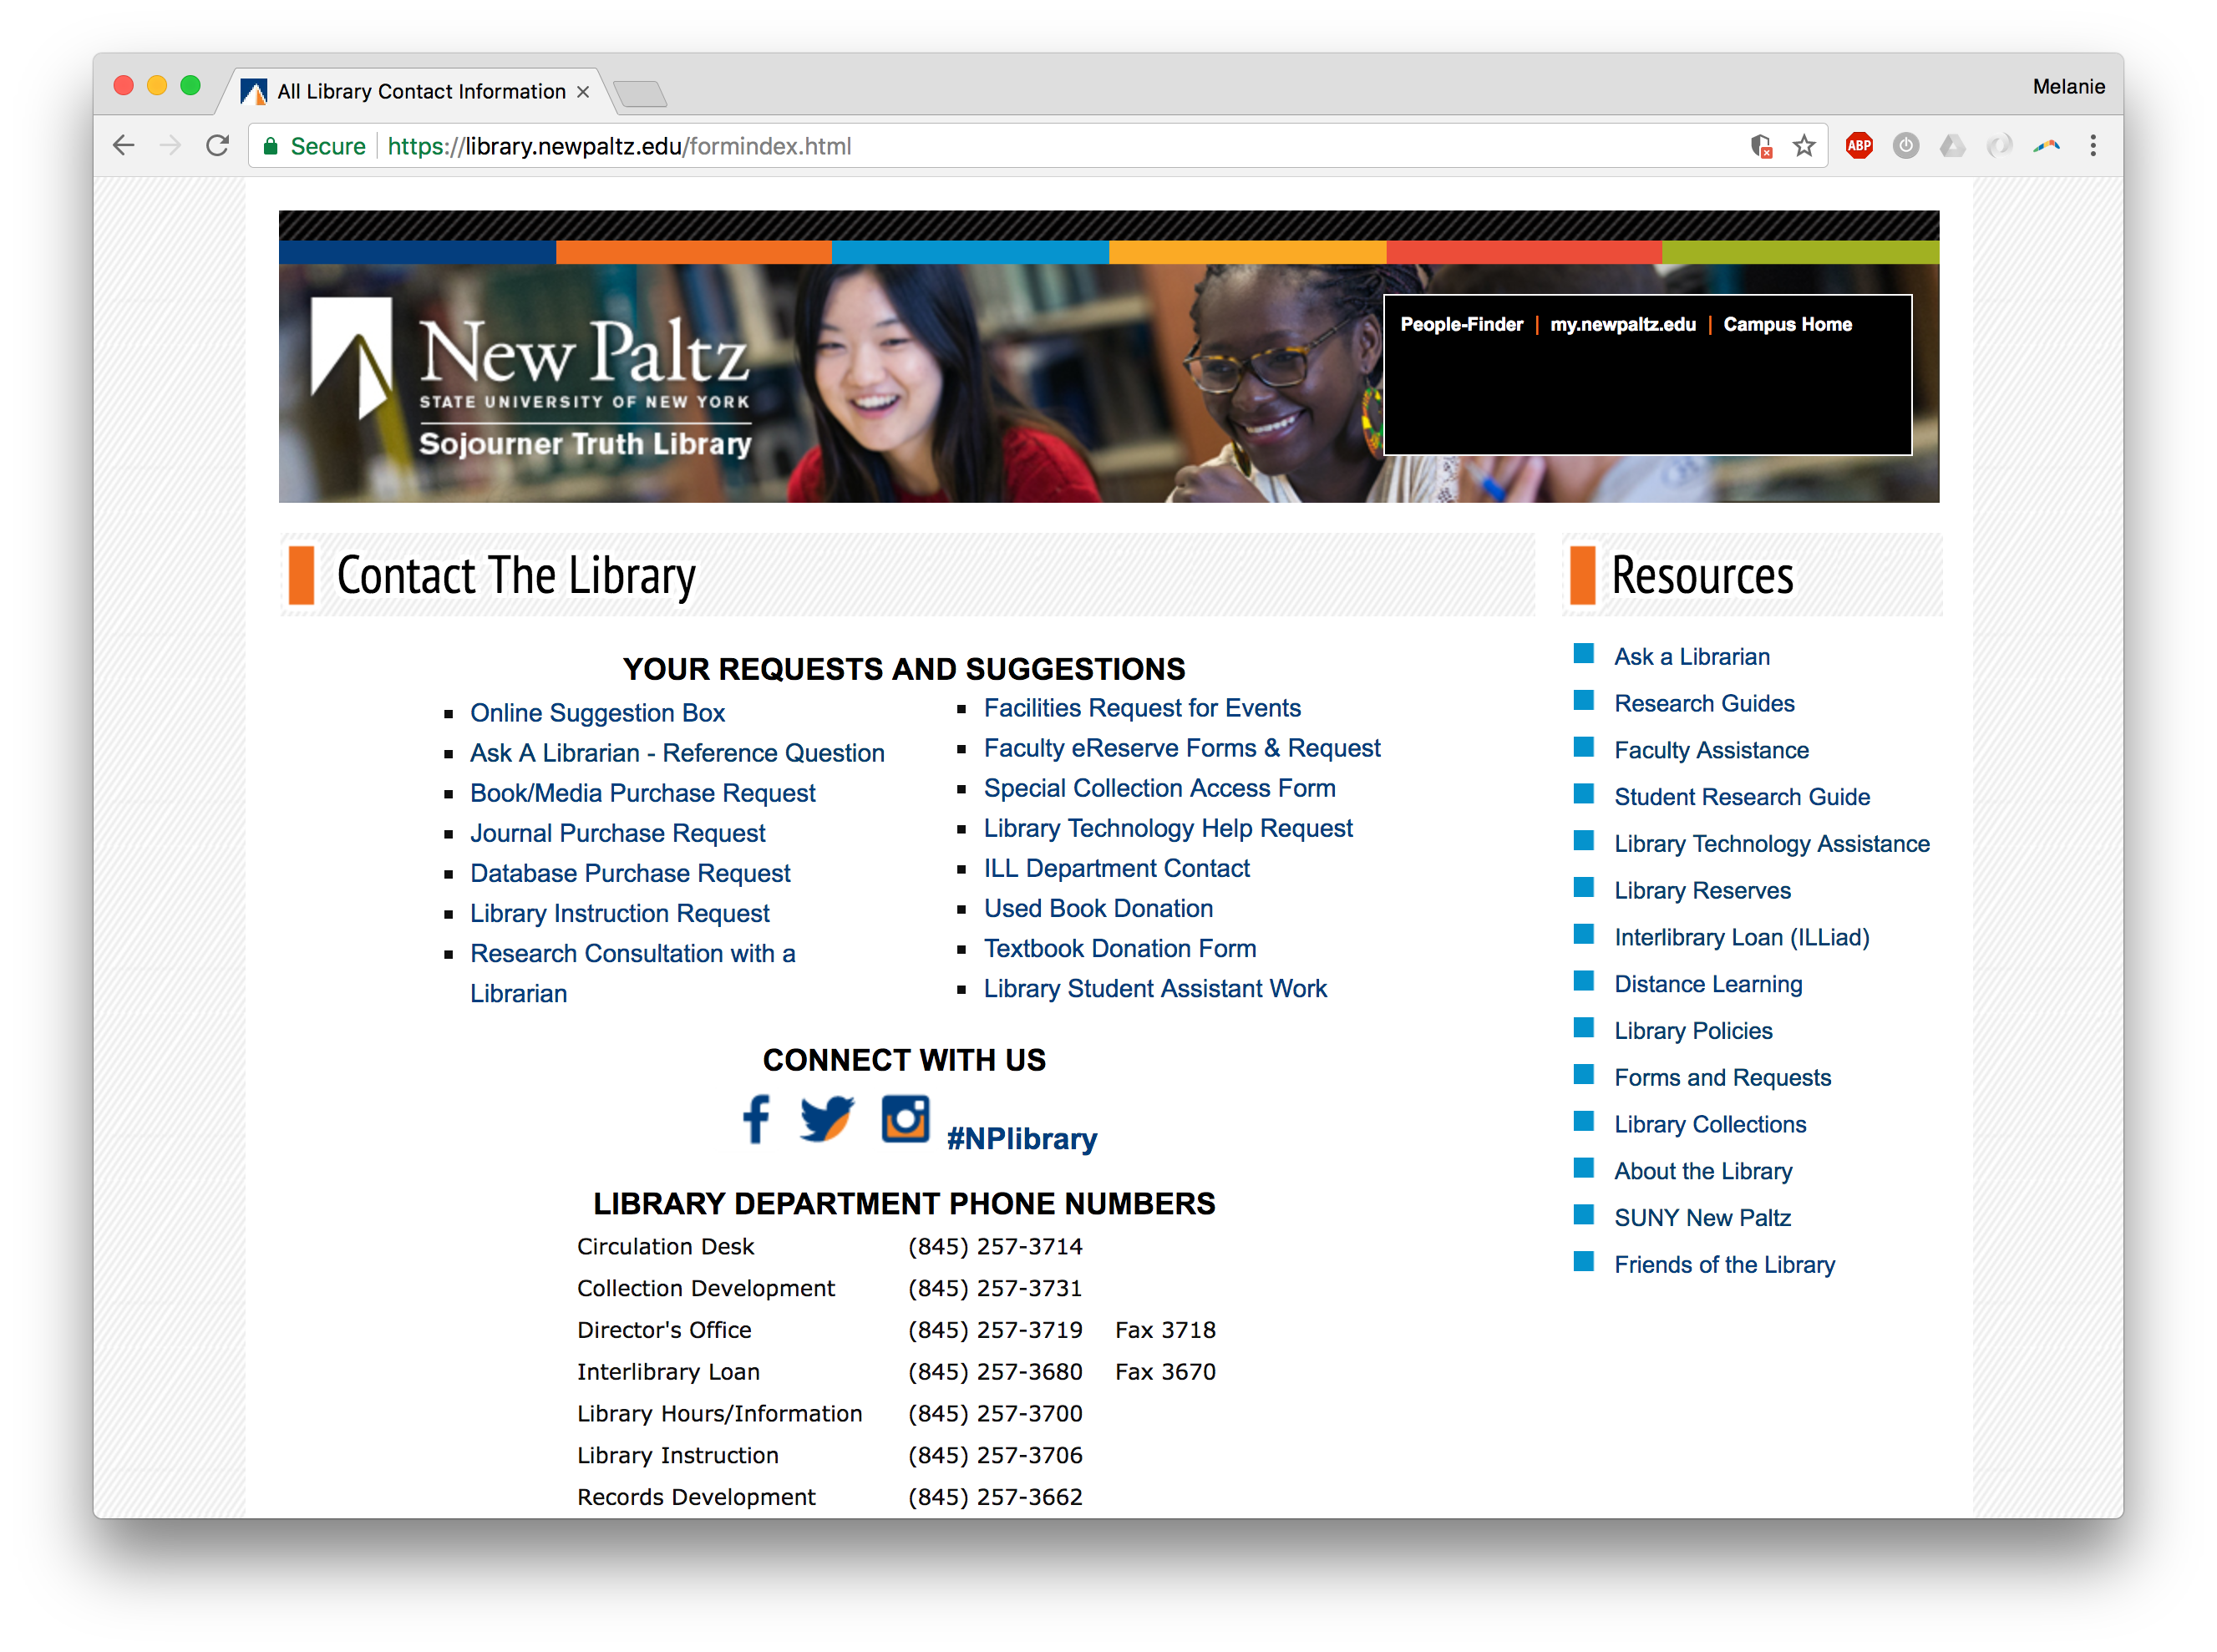 All Library Contact Information
Melanie
Secure https://library.newpaltz.edu/formindex.html
ABP
New Paltz
STATE UNIVERSITY OF NEW YORK
Sojourner Truth Library
People-Finder | my.newpaltz.edu | Campus Home
Contact The Library
YOUR REQUESTS AND SUGGESTIONS
Online Suggestion Box
Ask A Librarian - Reference Question
Book/Media Purchase Request
Journal Purchase Request
Database Purchase Request
Library Instruction Request
Research Consultation with a
Librarian
Facilities Request for Events
Faculty eReserve Forms & Request
Special Collection Access Form
Library Technology Help Request
ILL Department Contact
Used Book Donation
Textbook Donation Form
Library Student Assistant Work
CONNECT WITH US
#NPlibrary
LIBRARY DEPARTMENT PHONE NUMBERS
Circulation Desk (845) 257-3714
Collection Development (845) 257-3731
Director's Office (845) 257-3719 Fax 3718
Interlibrary Loan (845) 257-3680 Fax 3670
Library Hours/Information (845) 257-3700
Library Instruction (845) 257-3706
Records Development (845) 257-3662
Resources
Ask a Librarian
Research Guides
Faculty Assistance
Student Research Guide
Library Technology Assistance
Library Reserves
Interlibrary Loan (ILLiad)
Distance Learning
Library Policies
Forms and Requests
Library Collections
About the Library
SUNY New Paltz
Friends of the Library